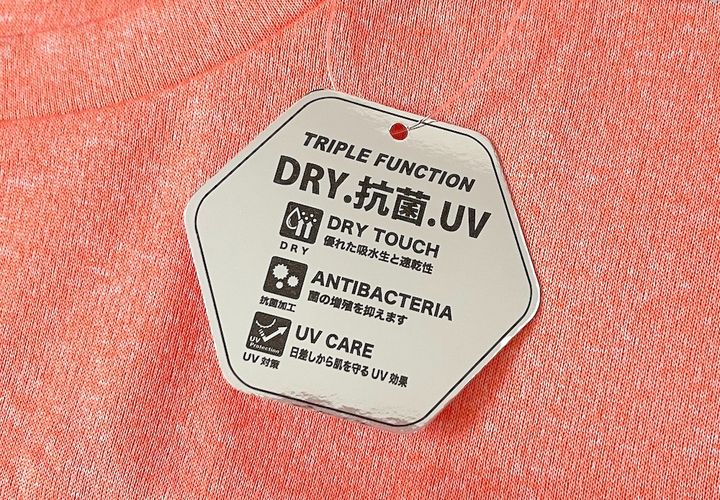 TRIPLE FUNCTION
DRY.抗菌.UV
DRY TOUCH
優れた吸水生と速乾性
DRY
ANTIBACTERIA
菌の増殖を抑えます
抗菌加工
UV CARE
日差しから肌を守るUV効果
UV Protection
UV対策